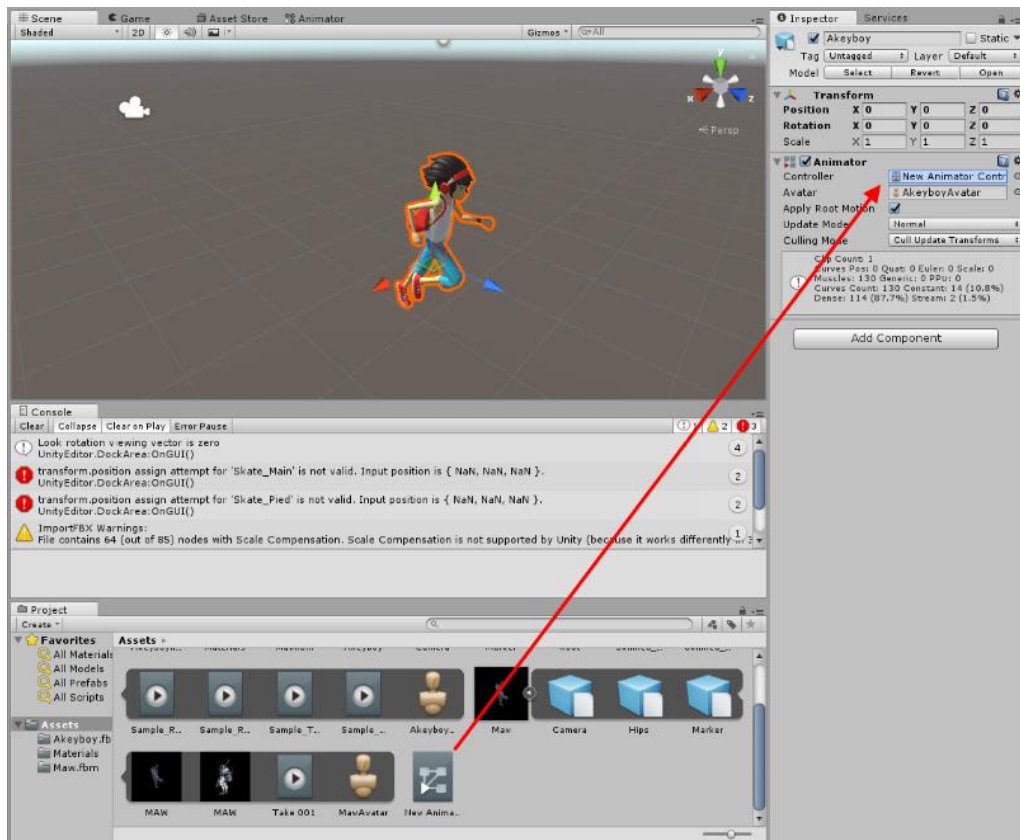 Scene Game Asset Store Animator
Shaded 2D Gizmos All
Y
X Z
Persp
Console
Clear Collapse Clear on Play Error Pause 1 2 3
Look rotation viewing vector is zero 4
UnityEditor.DockArea:OnGUI()
transform.position assign attempt for 'Skate_Main' is not valid. Input position is { NaN, NaN, NaN }. 2
UnityEditor.DockArea:OnGUI()
transform.position assign attempt for 'Skate_Pied' is not valid. Input position is { NaN, NaN, NaN }. 2
UnityEditor.DockArea:OnGUI()
ImportFBX Warnings: 1
File contains 64 (out of 85) nodes with Scale Compensation. Scale Compensation is not supported by Unity (because it works differently in 3
Project
Create
Favorites
All Materials
All Models
All Prefabs
All Scripts
Assets
Akeyboy.fb
Materials
Maw.fbm
Assets
Sample_R... Sample_R... Sample_T... Sample_... Akeyboy... Maw Camera Hips Marker
MAW MAW Take 001 MawAvatar New Anima...
Inspector Services
Akeyboy Static
Tag Untagged Layer Default
Model Select Revert Open
Transform
Position X 0 Y 0 Z 0
Rotation X 0 Y 0 Z 0
Scale X 1 Y 1 Z 1
Animator
Controller New Animator Contr
Avatar AkeyboyAvatar
Apply Root Motion
Update Mode Normal
Culling Mode Cull Update Transforms
Clip Count: 1
Curves Pos: 0 Quat: 0 Euler: 0 Scale: 0
Muscles: 130 Generic: 0 PPtr: 0
Curves Count: 130 Constant: 14 (10.8%)
Dense: 114 (87.7%) Stream: 2 (1.5%)
Add Component